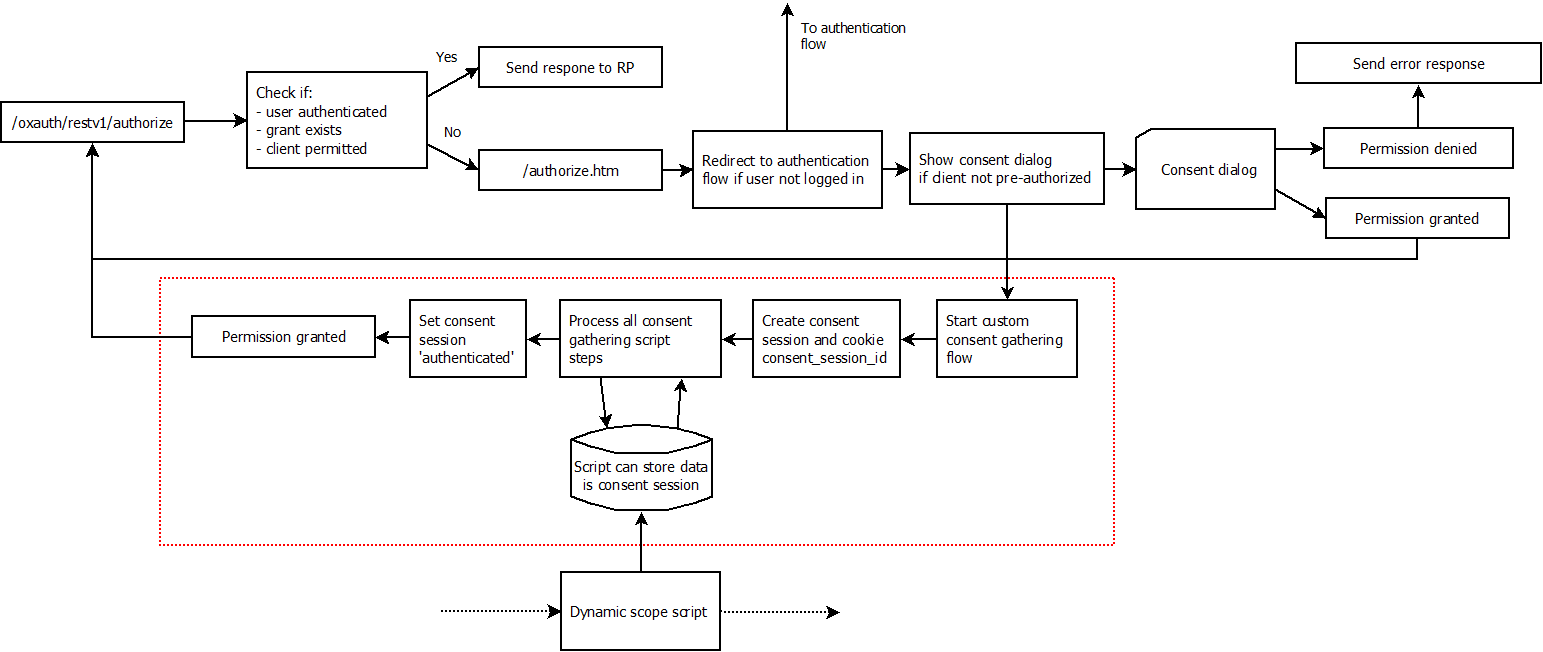 To authentication
flow
Yes
Send respone to RP
Send error response
Check if:
- user authenticated
- grant exists
- client permitted
/oxauth/restv1/authorize
No
/authorize.htm
Redirect to authentication
flow if user not logged in
Show consent dialog
if client not pre-authorized
Consent dialog
Permission denied
Permission granted
Permission granted
Set consent
session
'authenticated'
Process all consent
gathering script
steps
Create consent
session and cookie
consent_session_id
Start custom
consent gathering
flow
Script can store data
is consent session
Dynamic scope script